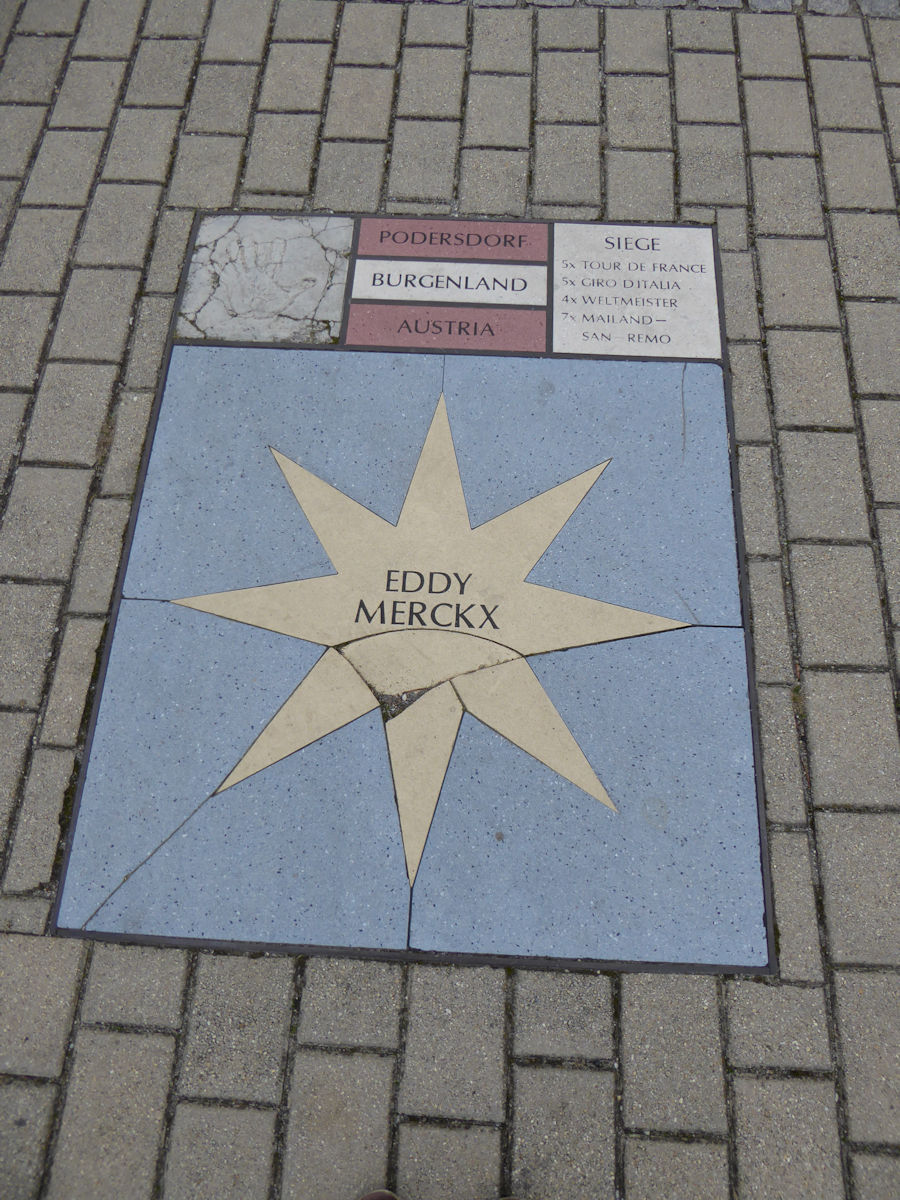 PODERSDORF
BURGENLAND
AUSTRIA
SIEGE
5x TOUR DE FRANCE
5x GIRO D'ITALIA
4x WELTMEISTER
7x MAILAND–
SAN – REMO
EDDY
MERCKX